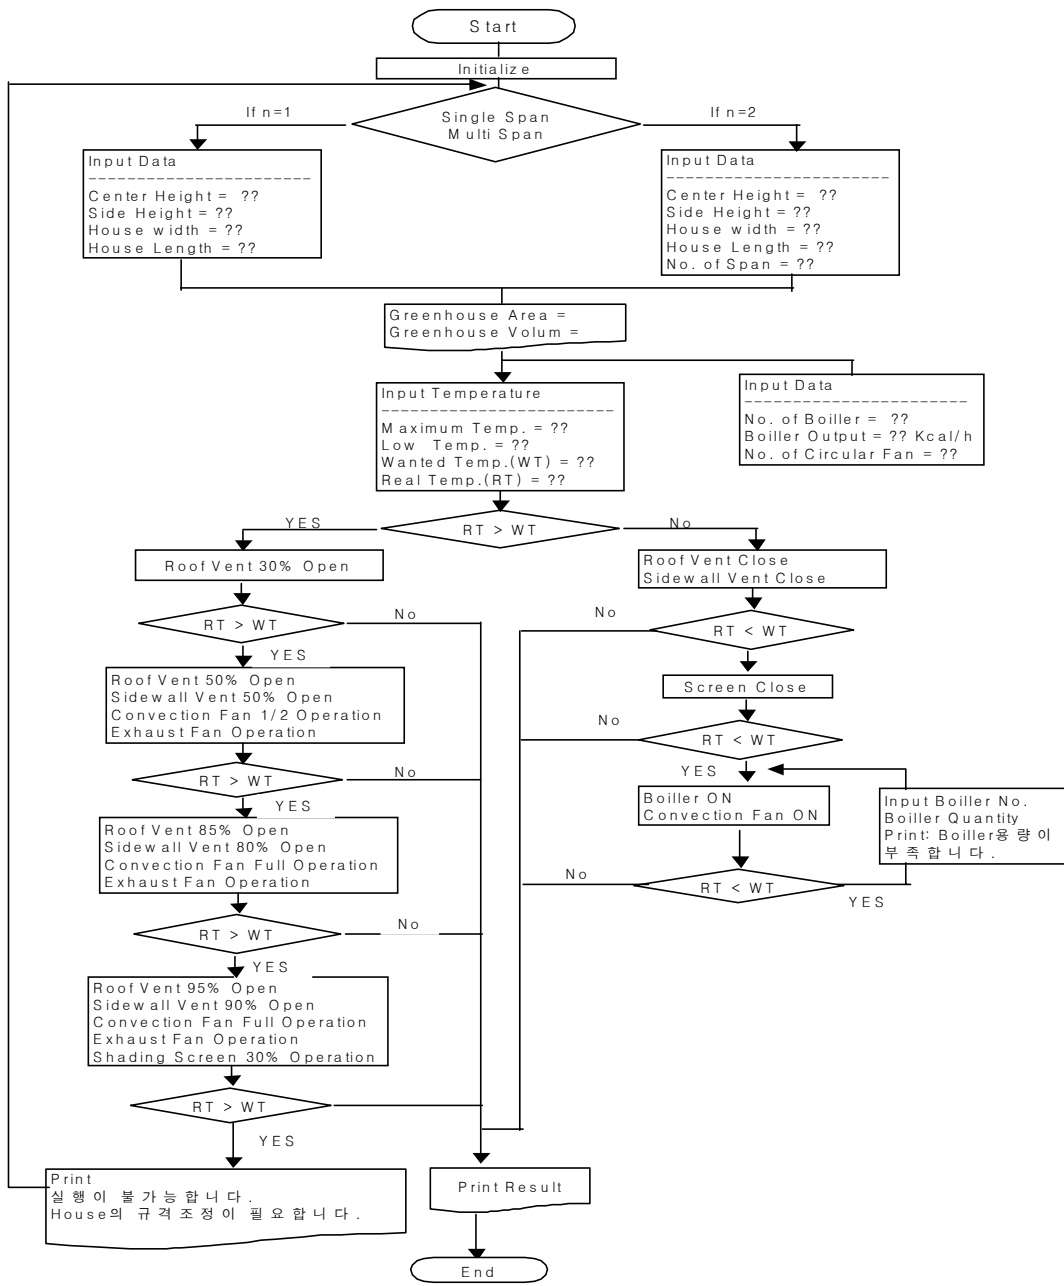 Start
Initialize
Single Span
Multi Span
If n=1
If n=2
Input Data
Center Height = ??
Side Height = ??
House width = ??
House Length = ??
Input Data
Center Height = ??
Side Height = ??
House width = ??
House Length = ??
No. of Span = ??
Greenhouse Area =
Greenhouse Volum =
Input Temperature
Maximum Temp. = ??
Low Temp. = ??
Wanted Temp.(WT) = ??
Real Temp.(RT) = ??
Input Data
No. of Boiller = ??
Boiller Output = ?? Kcal/h
No. of Circular Fan = ??
RT > WT
YES
No
Roof Vent 30% Open
RT > WT
No
YES
Roof Vent 50% Open
Sidewall Vent 50% Open
Convection Fan 1/2 Operation
Exhaust Fan Operation
RT > WT
No
YES
Roof Vent 85% Open
Sidewall Vent 80% Open
Convection Fan Full Operation
Exhaust Fan Operation
RT > WT
No
YES
Roof Vent 95% Open
Sidewall Vent 90% Open
Convection Fan Full Operation
Exhaust Fan Operation
Shading Screen 30% Operation
RT > WT
YES
Print
실행이 불가능합니다.
House의 규격조정이 필요합니다.
Roof Vent Close
Sidewall Vent Close
No
RT < WT
Screen Close
No
RT < WT
YES
Boiller ON
Convection Fan ON
Input Boiller No.
Boiller Quantity
Print: Boiller용량이
부족합니다.
No
RT < WT
YES
Print Result
End